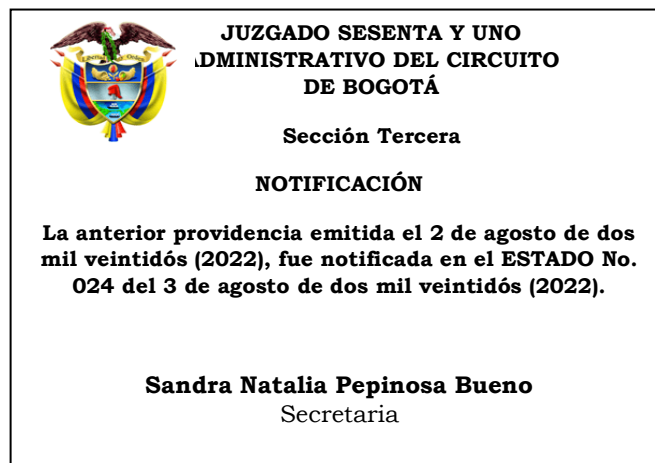 JUZGADO SESENTA Y UNO
ADMINISTRATIVO DEL CIRCUITO
DE BOGOTÁ
Sección Tercera
NOTIFICACIÓN
La anterior providencia emitida el 2 de agosto de dos
mil veintidós (2022), fue notificada en el ESTADO No.
024 del 3 de agosto de dos mil veintidós (2022).
Sandra Natalia Pepinosa Bueno
Secretaria